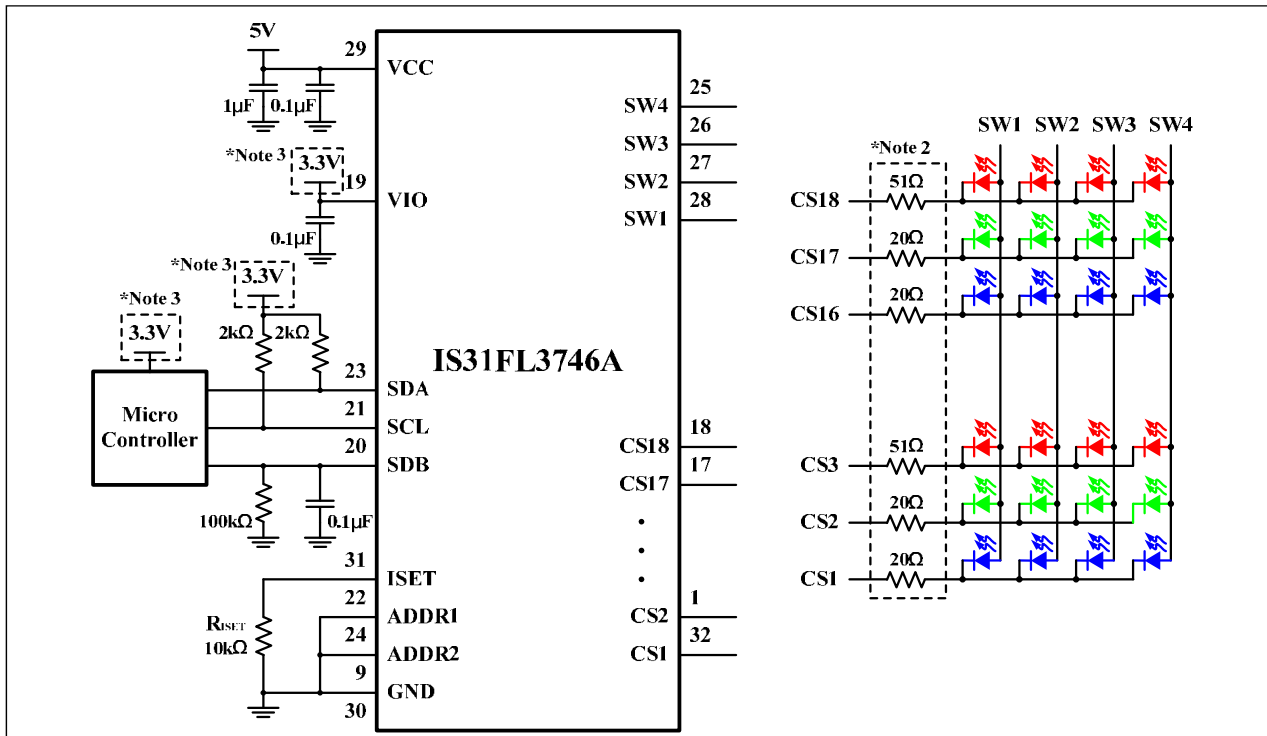 5V
29
VCC
1μF
0.1μF
*Note 3
3.3V
19
VIO
0.1μF
*Note 3
3.3V
*Note 3
3.3V
2kΩ
2kΩ
23
SDA
Micro
Controller
21
SCL
20
SDB
100kΩ
0.1μF
31
ISET
RISET
10kΩ
22
ADDR1
24
ADDR2
9
GND
30
IS31FL3746A
25
SW4
26
SW3
27
SW2
28
SW1
18
CS18
17
CS17
1
CS2
32
CS1
SW1 SW2 SW3 SW4
*Note 2
CS18 51Ω
CS17 20Ω
CS16 20Ω
CS3 51Ω
CS2 20Ω
CS1 20Ω